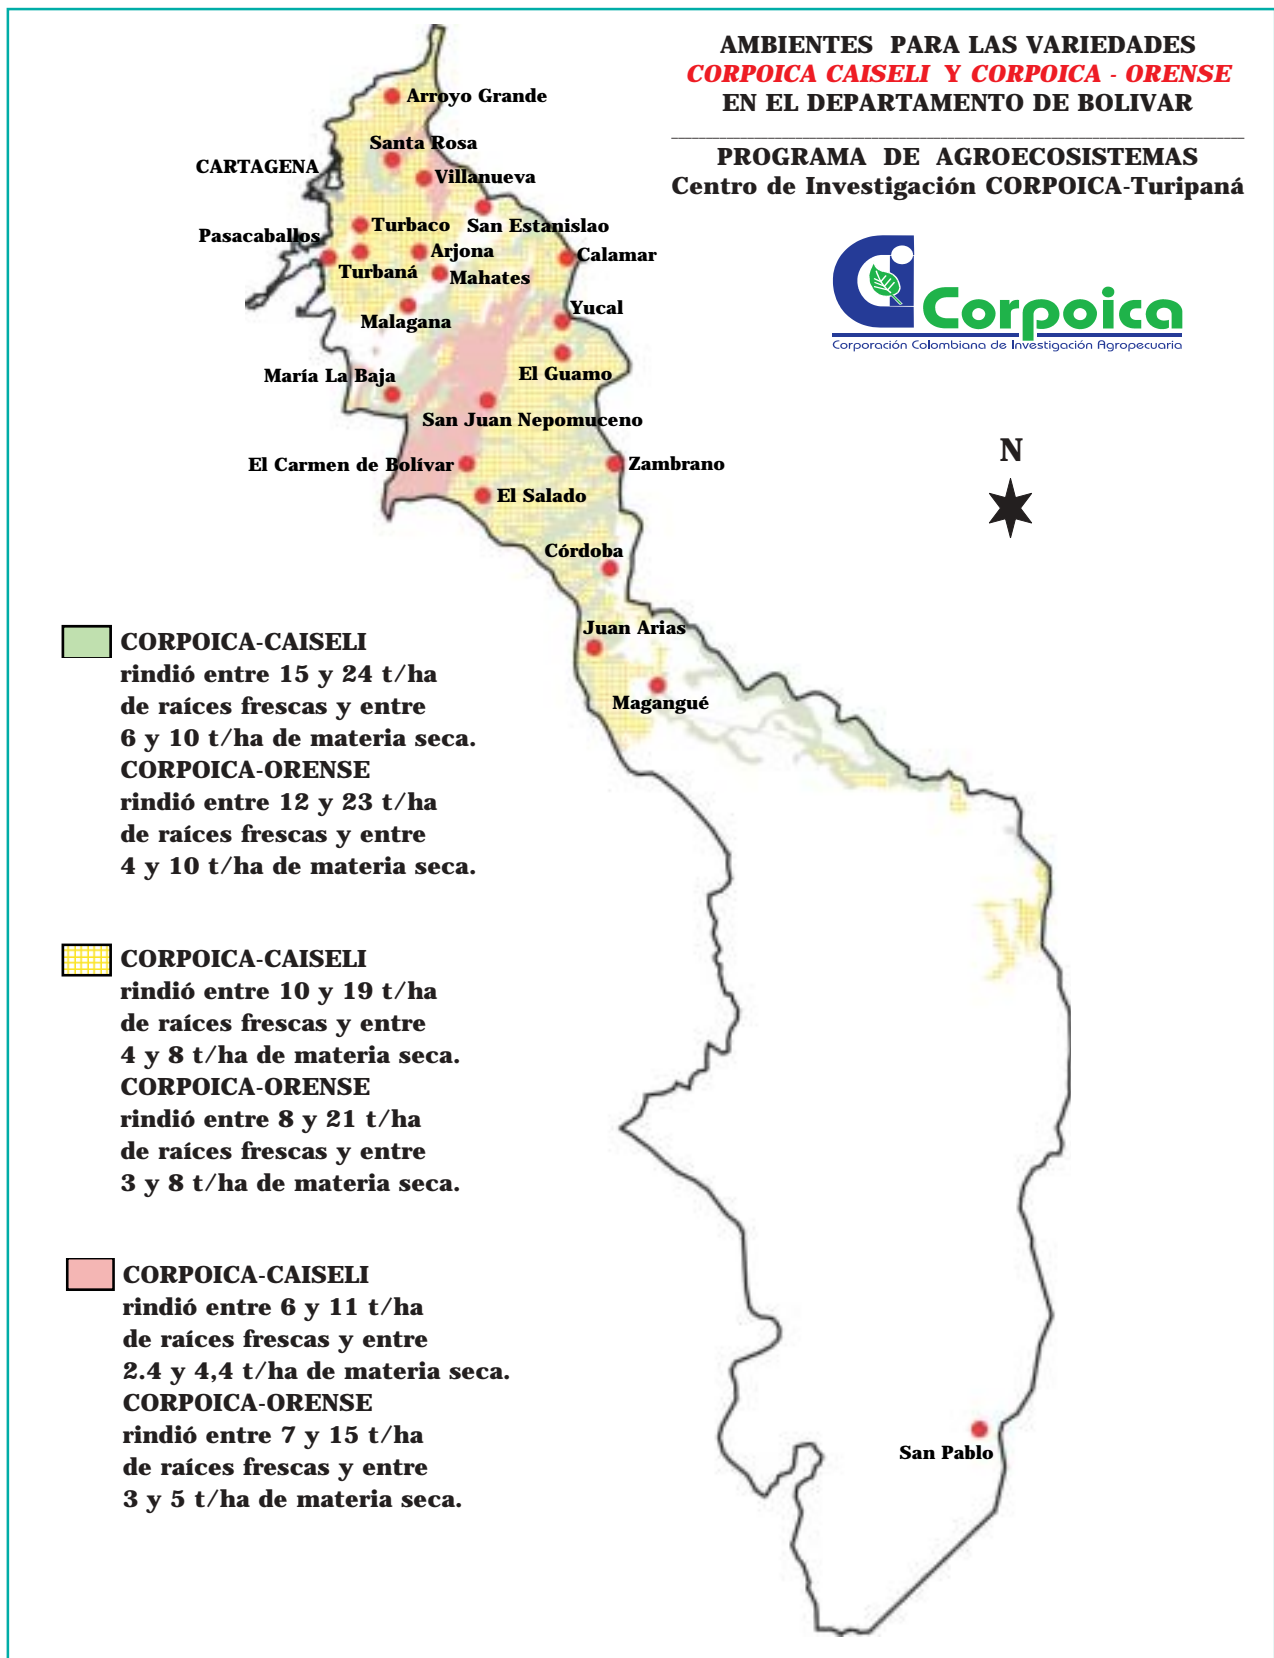 AMBIENTES PARA LAS VARIEDADES
CORPOICA CAISELI Y CORPOICA - ORENSE
EN EL DEPARTAMENTO DE BOLIVAR
PROGRAMA DE AGROECOSISTEMAS
Centro de Investigación CORPOICA-Turipaná
Corpoica
Corporación Colombiana de Investigación Agropecuaria
N
Arroyo Grande
Santa Rosa
CARTAGENA
Villanueva
Turbaco
San Estanislao
Pasacaballos
Arjona
Calamar
Turbaná
Mahates
Yucal
Malagana
El Guamo
María La Baja
San Juan Nepomuceno
El Carmen de Bolívar
Zambrano
El Salado
Córdoba
Juan Arias
Magangué
San Pablo
CORPOICA-CAISELI
rindió entre 15 y 24 t/ha
de raíces frescas y entre
6 y 10 t/ha de materia seca.
CORPOICA-ORENSE
rindió entre 12 y 23 t/ha
de raíces frescas y entre
4 y 10 t/ha de materia seca.
CORPOICA-CAISELI
rindió entre 10 y 19 t/ha
de raíces frescas y entre
4 y 8 t/ha de materia seca.
CORPOICA-ORENSE
rindió entre 8 y 21 t/ha
de raíces frescas y entre
3 y 8 t/ha de materia seca.
CORPOICA-CAISELI
rindió entre 6 y 11 t/ha
de raíces frescas y entre
2.4 y 4,4 t/ha de materia seca.
CORPOICA-ORENSE
rindió entre 7 y 15 t/ha
de raíces frescas y entre
3 y 5 t/ha de materia seca.